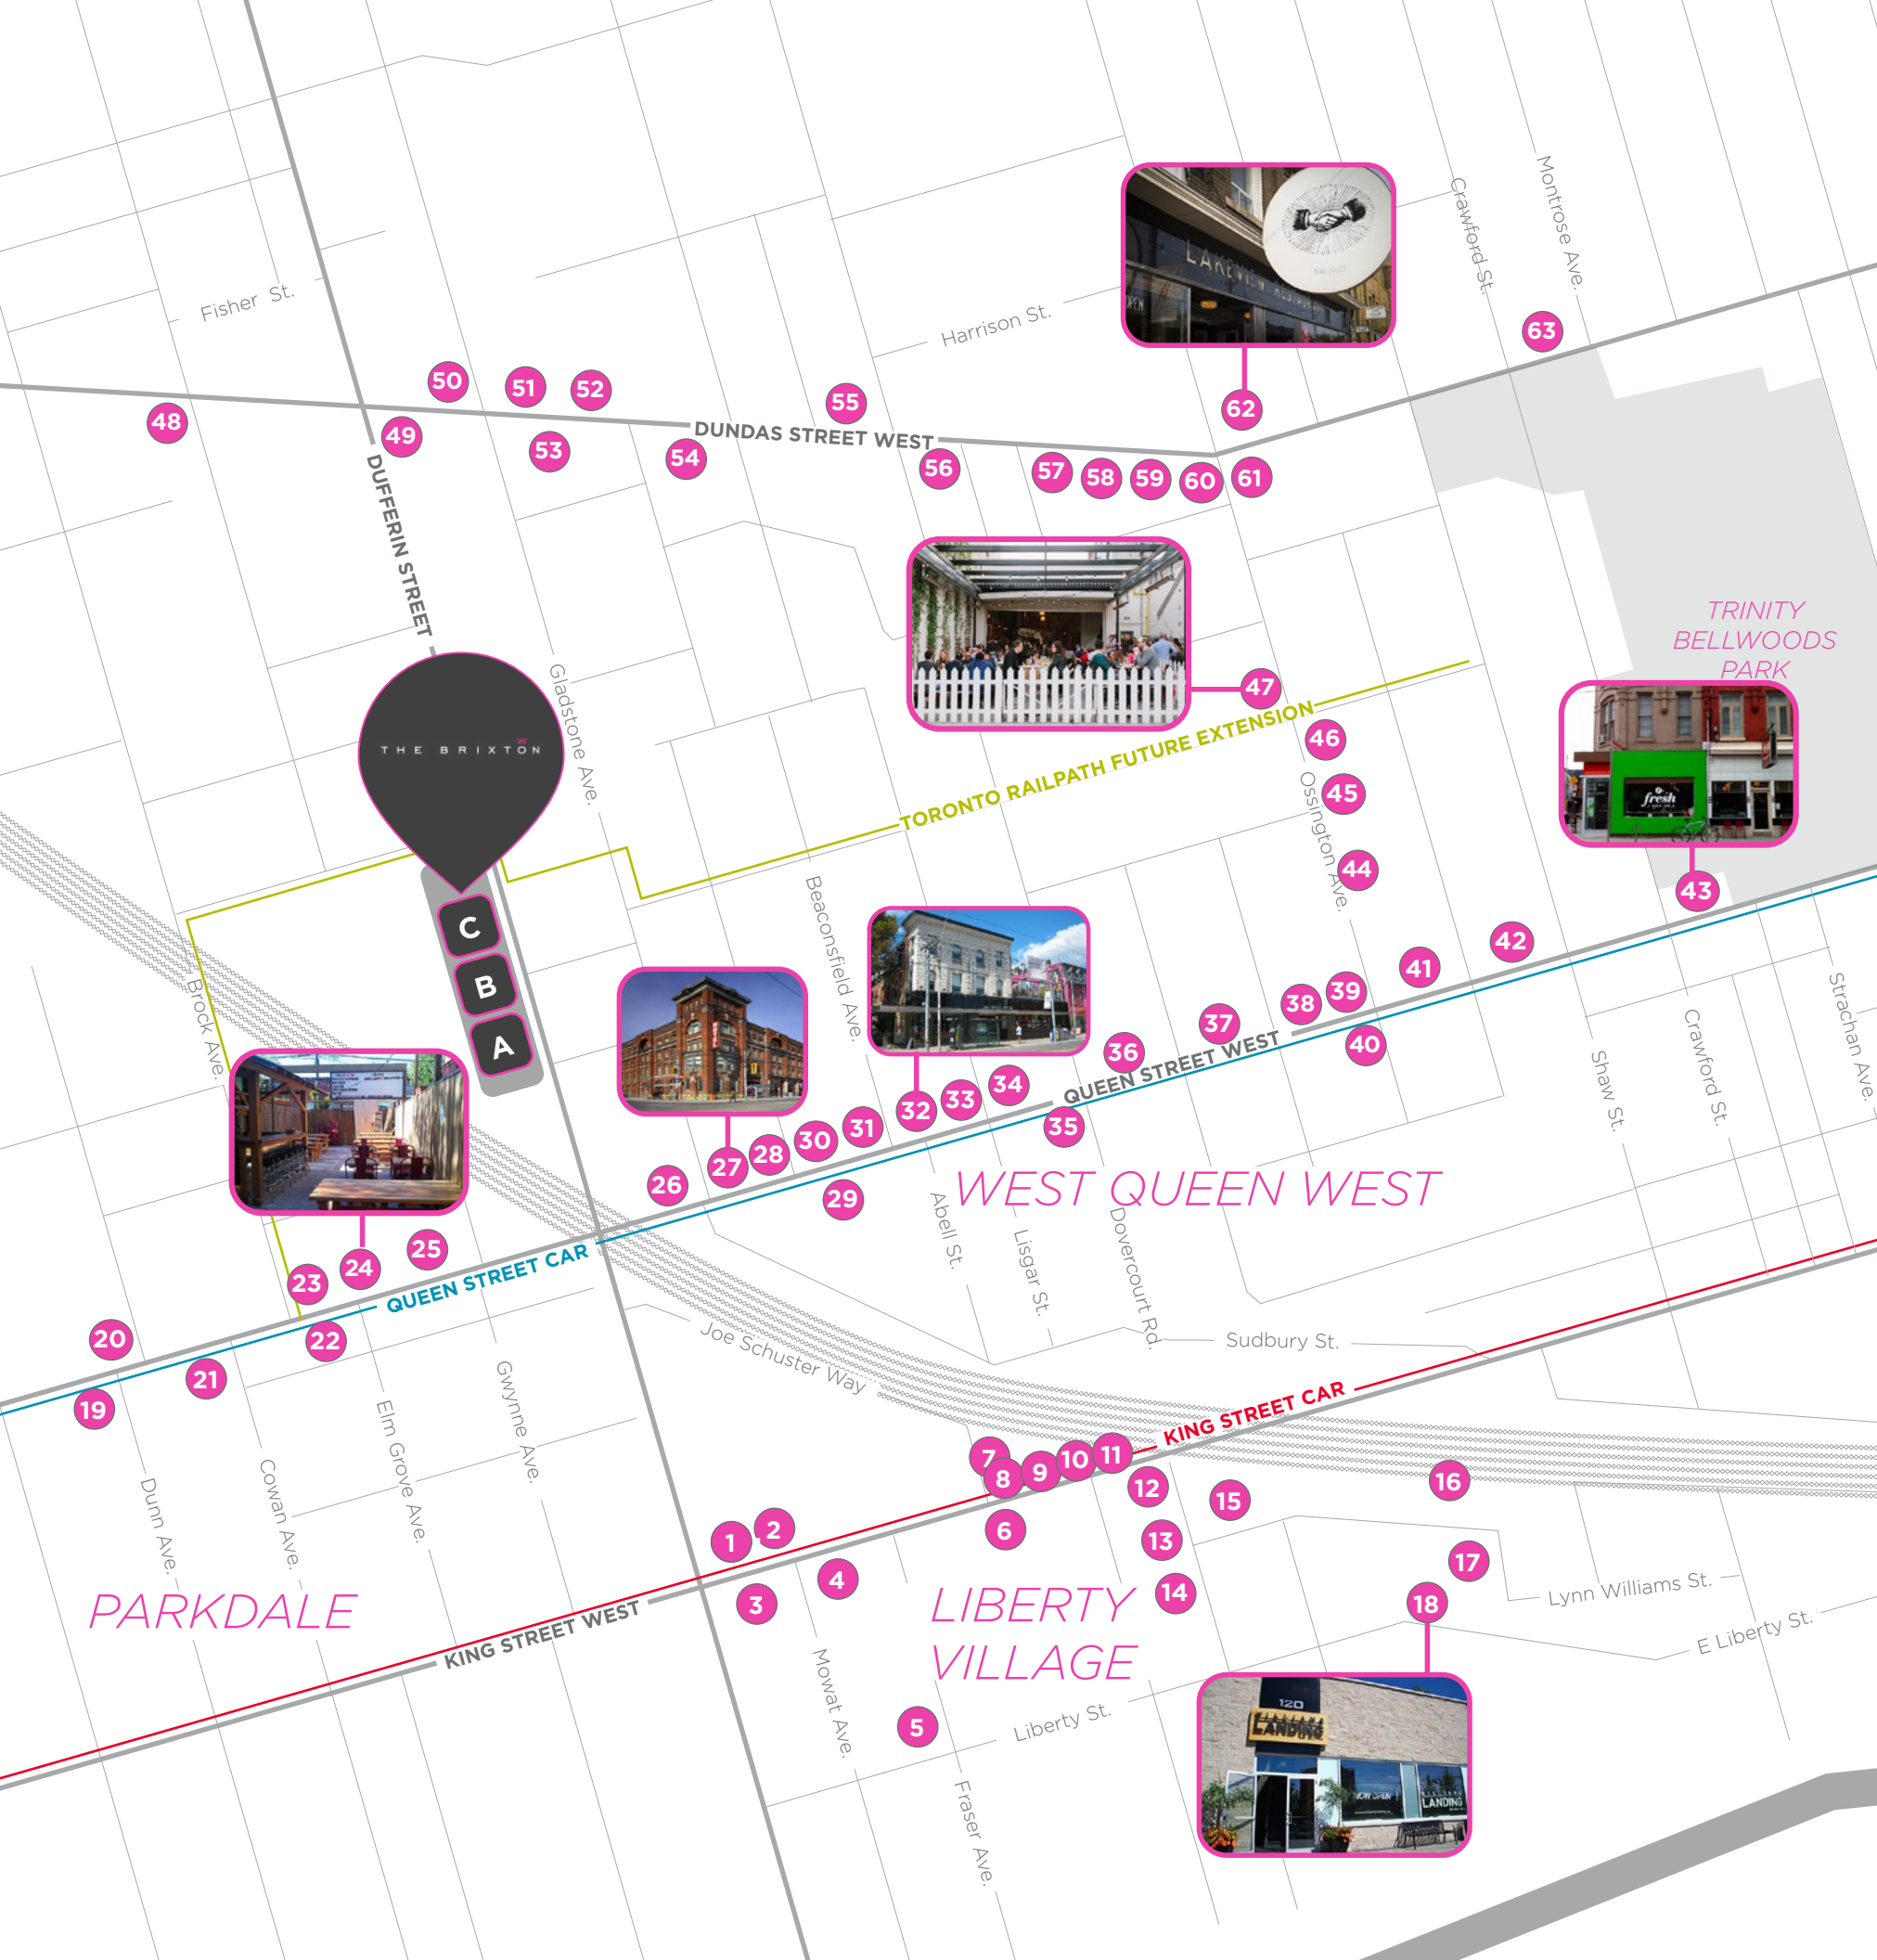 Montrose Ave.
Crawford St.
Fisher St.
Harrison St.
LAKEVIEW RESTAURANT
OPEN
63
62
50
51
52
55
48
49
53
54
DUNDAS STREET WEST
56
57
58
59
60
61
DUFFERIN STREET
TRINITY
BELLWOODS
PARK
Gladstone Ave.
47
THE BRIXTON
W
TORONTO RAILPATH FUTURE EXTENSION
46
45
Ossington Ave.
fresh
44
43
Beaconsfield Ave.
C
B
A
Brock Ave.
42
41
39
38
37
40
36
QUEEN STREET WEST
Strachan Ave.
Crawford St.
Shaw St.
34
33
32
31
30
28
27
26
35
29
WEST QUEEN WEST
Abell St.
Lisgar St.
Dovercourt Rd.
25
24
23
QUEEN STREET CAR
22
20
21
19
Joe Schuster Way
Sudbury St.
Gwynne Ave.
Elm Grove Ave.
Cowan Ave.
Dunn Ave.
KING STREET CAR
7
8
9
10
11
12
15
16
1
2
6
13
17
3
4
14
18
PARKDALE
KING STREET WEST
LIBERTY
VILLAGE
Lynn Williams St.
E Liberty St.
Mowat Ave.
5
Liberty St.
Fraser Ave.
120
LANDING
NOW OPEN
LANDING